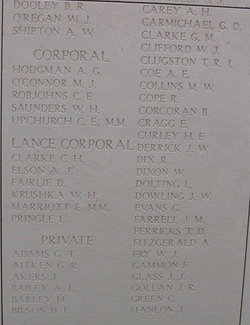 DOOLEY B. R.
O'REGAN W. J.
SHIPTON A. W.
CORPORAL
HODGMAN A. G.
O'CONNOR M. J.
ROBJOHNS C. F.
SAUNDERS W. H.
UPCHURCH C. E., M.M.
LANCE CORPORAL
CLARKE C. H.
ELSON A. J.
FAIRLIE D.
KRUSHKA W. H.
MARRIOTT E. M.M.
PRINGLE L.
PRIVATE
ADAMS G. T.
AITKEN G. R.
AKERS J.
BAILEY A. E.
BARLEY H.
BILSON D. L.
CAREY A. H.
CARMICHAEL G. D.
CLARKE G. M.
CLIFFORD W. J.
CLUGSTON T. R. I.
COE A. E.
COLLINS M. W.
COPE R.
CORCORAN B.
CRAGG E.
CURLEY H. F.
DERRICK J. W.
DIX R.
DIXON W.
DOLTING L.
DOWLING J. W.
EVANS G.
FARRELL J. M.
FERRICKS T. D.
FITZGERALD A.
FRY W. J.
GAMMON F.
GLASS J. J.
GOLLAN J. R.
GREEN C.
HANLON T.